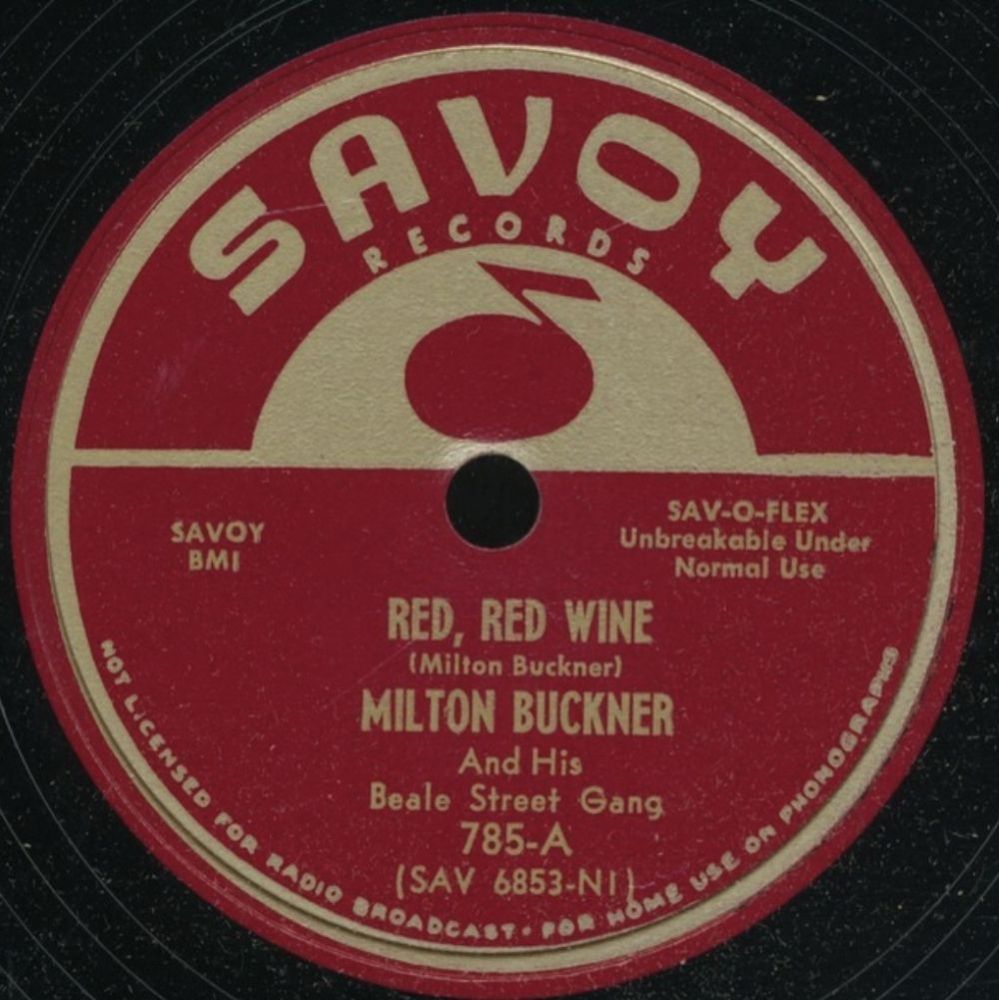 SAVOY
RECORDS
SAVOY
BMI
SAV-O-FLEX
Unbreakable Under
Normal Use
RED, RED WINE
(Milton Buckner)
MILTON BUCKNER
And His
Beale Street Gang
785-A
(SAV 6853-NI)
NOT LICENSED FOR RADIO BROADCAST · FOR HOME USE ON PHONOGRAPHS